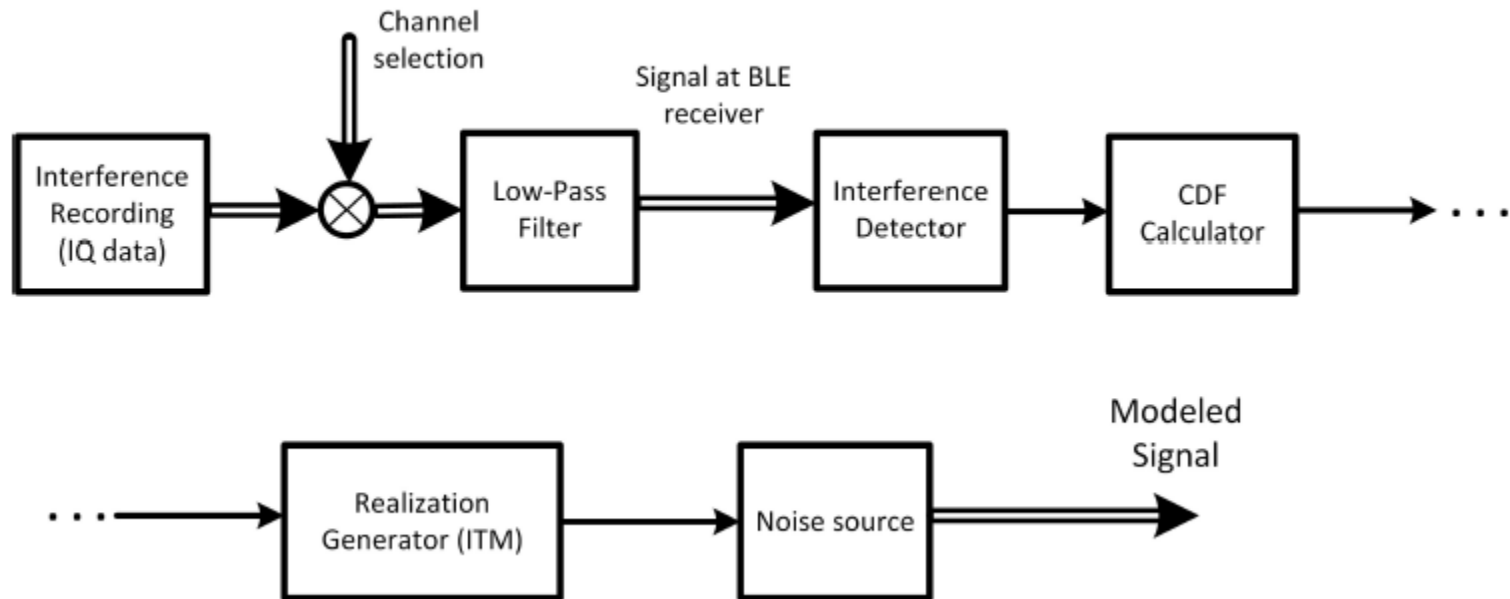 Channel
selection
Signal at BLE
receiver
Interference
Recording
(IQ data)
Low-Pass
Filter
Interference
Detector
CDF
Calculator
. . .
Modeled
Signal
. . .
Realization
Generator (ITM)
Noise source